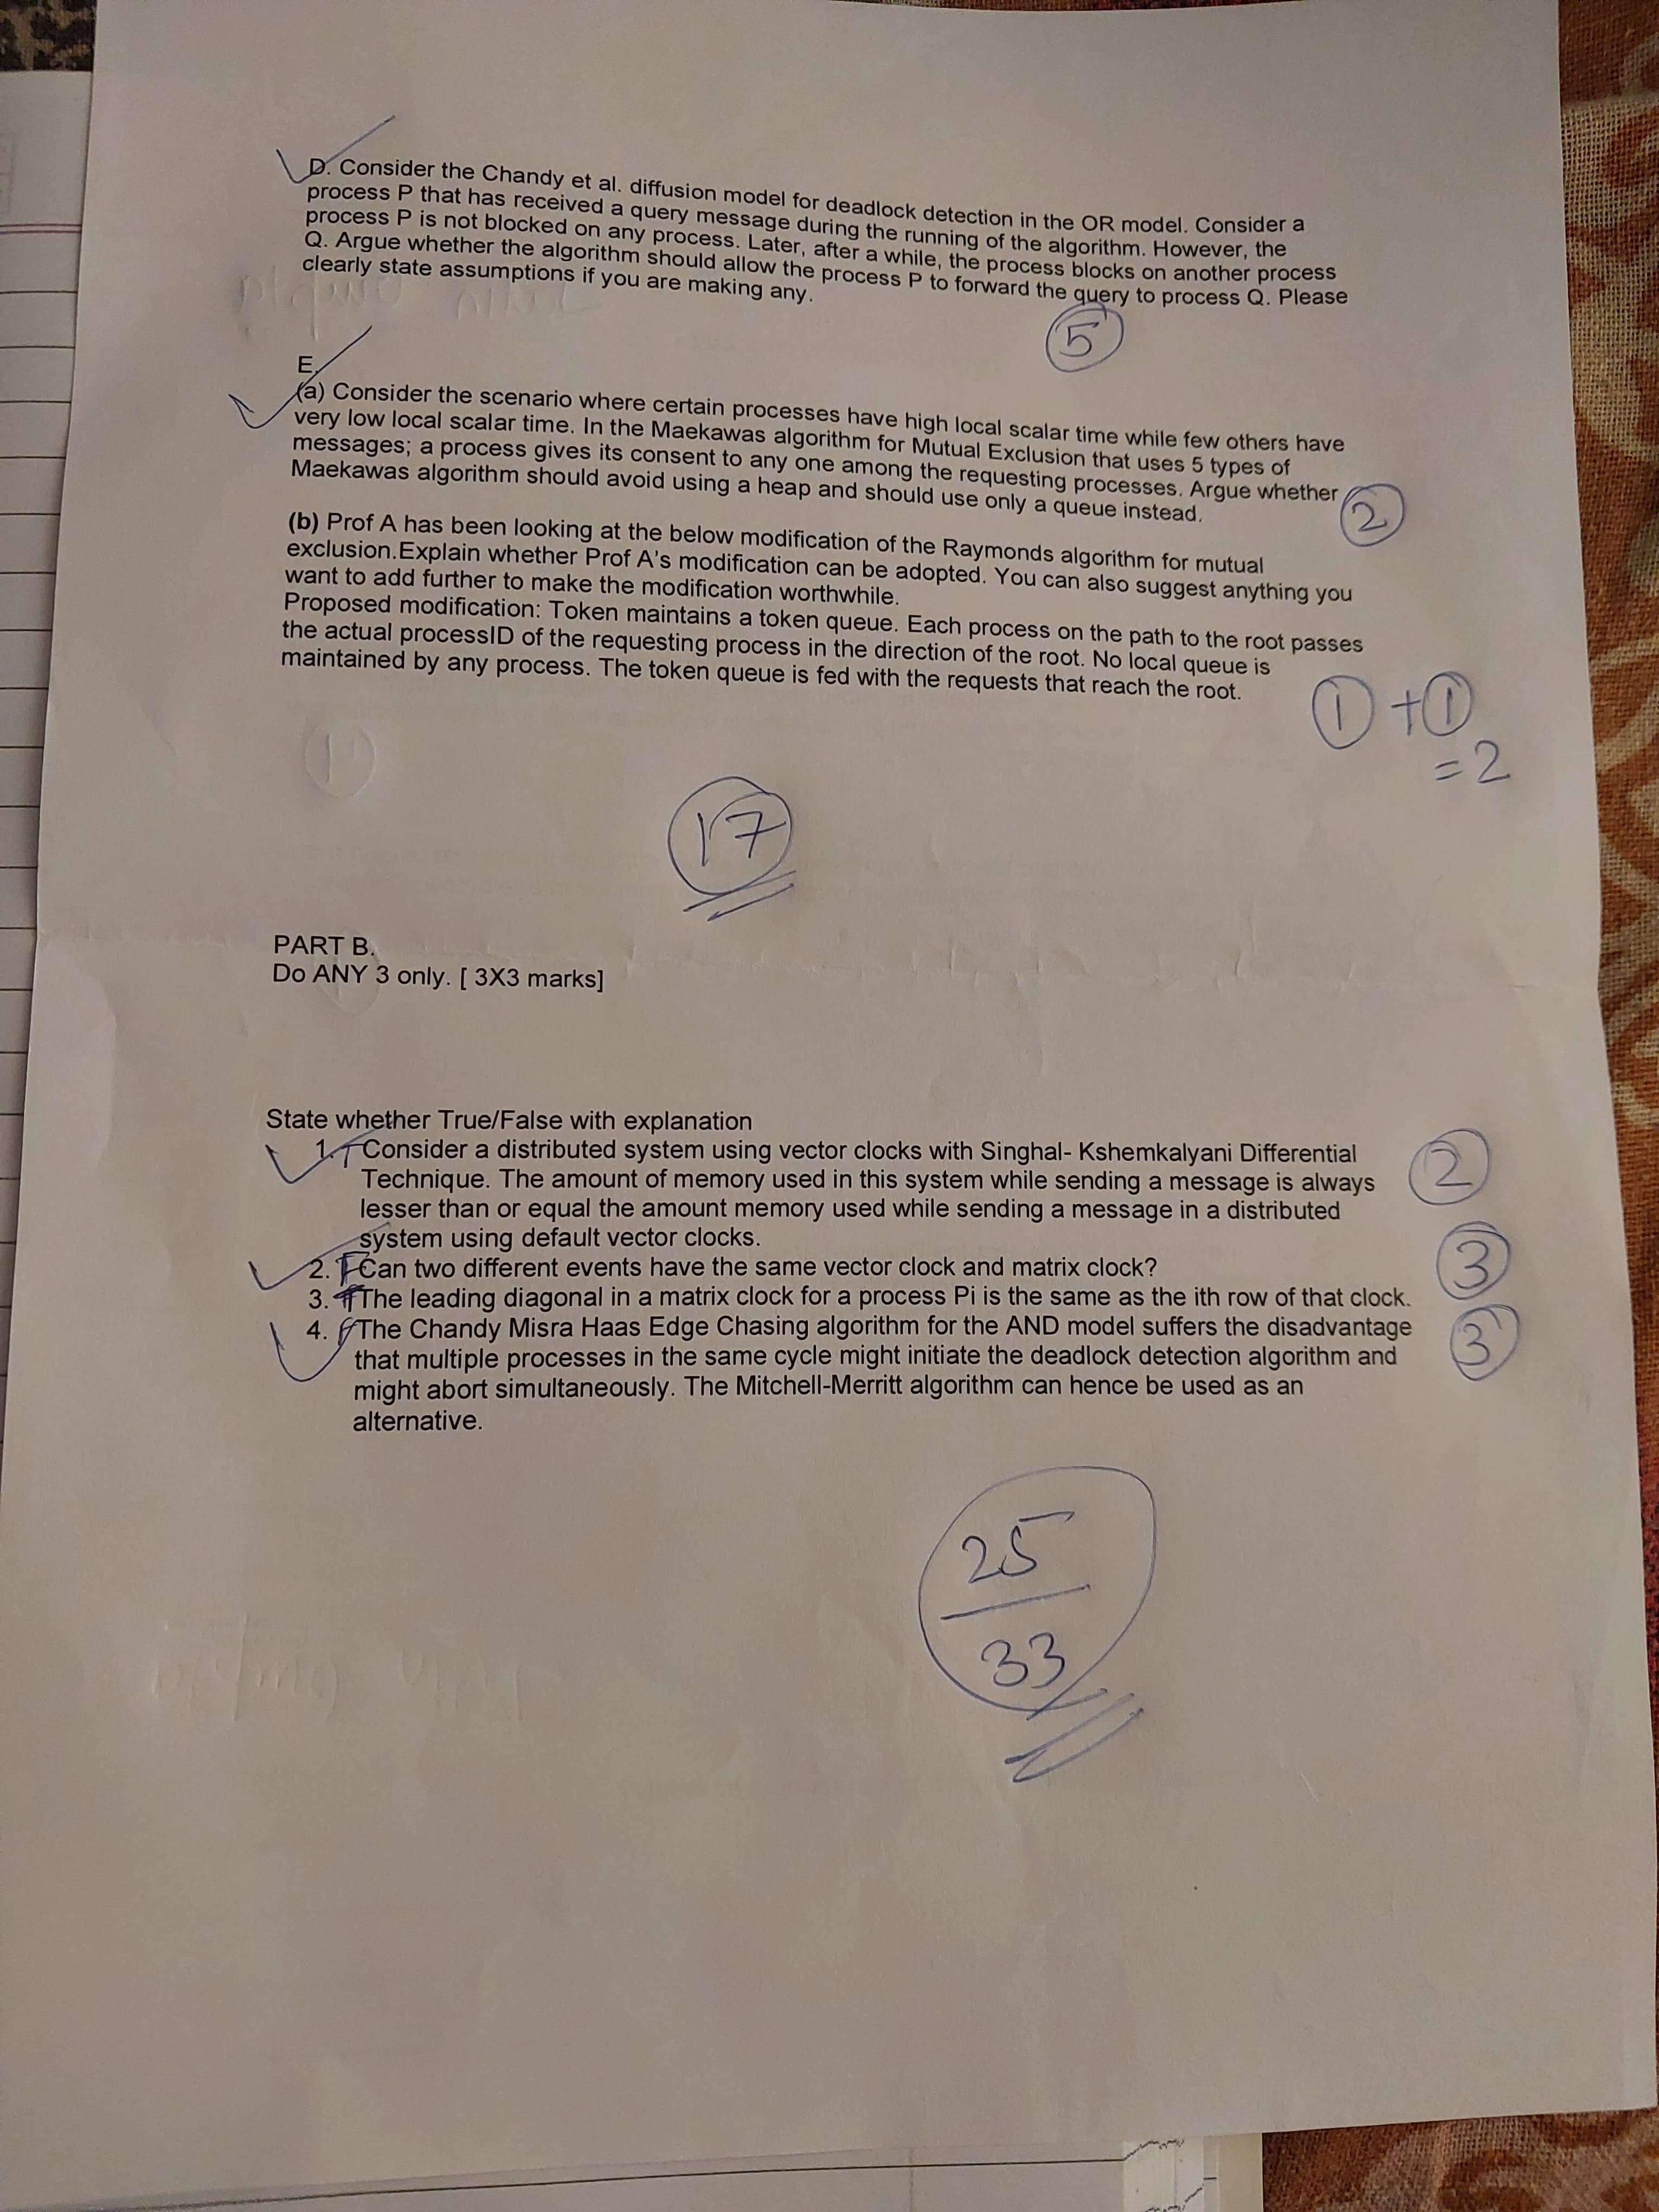 D. Consider the Chandy et al. diffusion model for deadlock detection in the OR model. Consider a
process P that has received a query message during the running of the algorithm. However, the
process P is not blocked on any process. Later, after a while, the process blocks on another process
Q. Argue whether the algorithm should allow the process P to forward the query to process Q. Please
clearly state assumptions if you are making any.
5
E.
(a) Consider the scenario where certain processes have high local scalar time while few others have
very low local scalar time. In the Maekawas algorithm for Mutual Exclusion that uses 5 types of
messages; a process gives its consent to any one among the requesting processes. Argue whether
Maekawas algorithm should avoid using a heap and should use only a queue instead.
2
(b) Prof A has been looking at the below modification of the Raymonds algorithm for mutual
exclusion.Explain whether Prof A's modification can be adopted. You can also suggest anything you
want to add further to make the modification worthwhile.
Proposed modification: Token maintains a token queue. Each process on the path to the root passes
the actual processID of the requesting process in the direction of the root. No local queue is
maintained by any process. The token queue is fed with the requests that reach the root.
1 + 1
= 2
17
PART B.
Do ANY 3 only. [ 3X3 marks]
State whether True/False with explanation
1. T Consider a distributed system using vector clocks with Singhal- Kshemkalyani Differential
Technique. The amount of memory used in this system while sending a message is always
lesser than or equal the amount memory used while sending a message in a distributed
system using default vector clocks.
2
2. F Can two different events have the same vector clock and matrix clock?
3
3. The leading diagonal in a matrix clock for a process Pi is the same as the ith row of that clock.
4. F The Chandy Misra Haas Edge Chasing algorithm for the AND model suffers the disadvantage
that multiple processes in the same cycle might initiate the deadlock detection algorithm and
might abort simultaneously. The Mitchell-Merritt algorithm can hence be used as an
alternative.
3
25
33